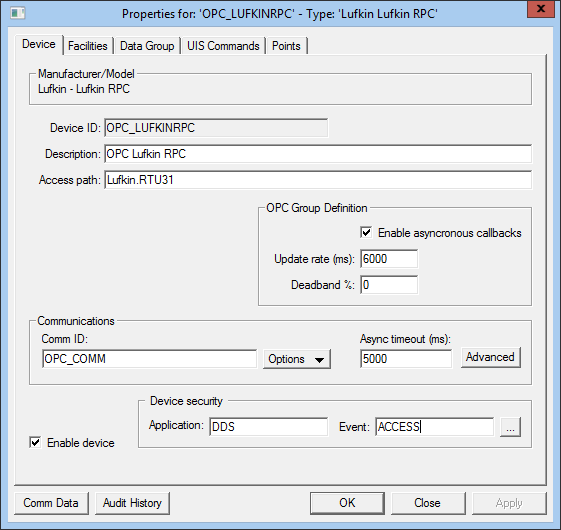 Properties for: 'OPC_LUFKINRPC' - Type: 'Lufkin Lufkin RPC'
Device Facilities Data Group UIS Commands Points
Manufacturer/Model
Lufkin - Lufkin RPC
Device ID: OPC_LUFKINRPC
Description: OPC Lufkin RPC
Access path: Lufkin.RTU31
OPC Group Definition
Enable asyncronous callbacks
Update rate (ms): 6000
Deadband %: 0
Communications
Comm ID: Async timeout (ms):
OPC_COMM Options 5000 Advanced
Device security
Application: DDS Event: ACCESS ...
Enable device
Comm Data Audit History OK Close Apply